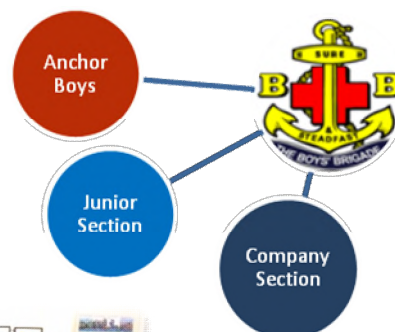 Anchor
Boys
SURE
B B
&
STEADFAST
THE BOYS' BRIGADE
Junior
Section
Company
Section